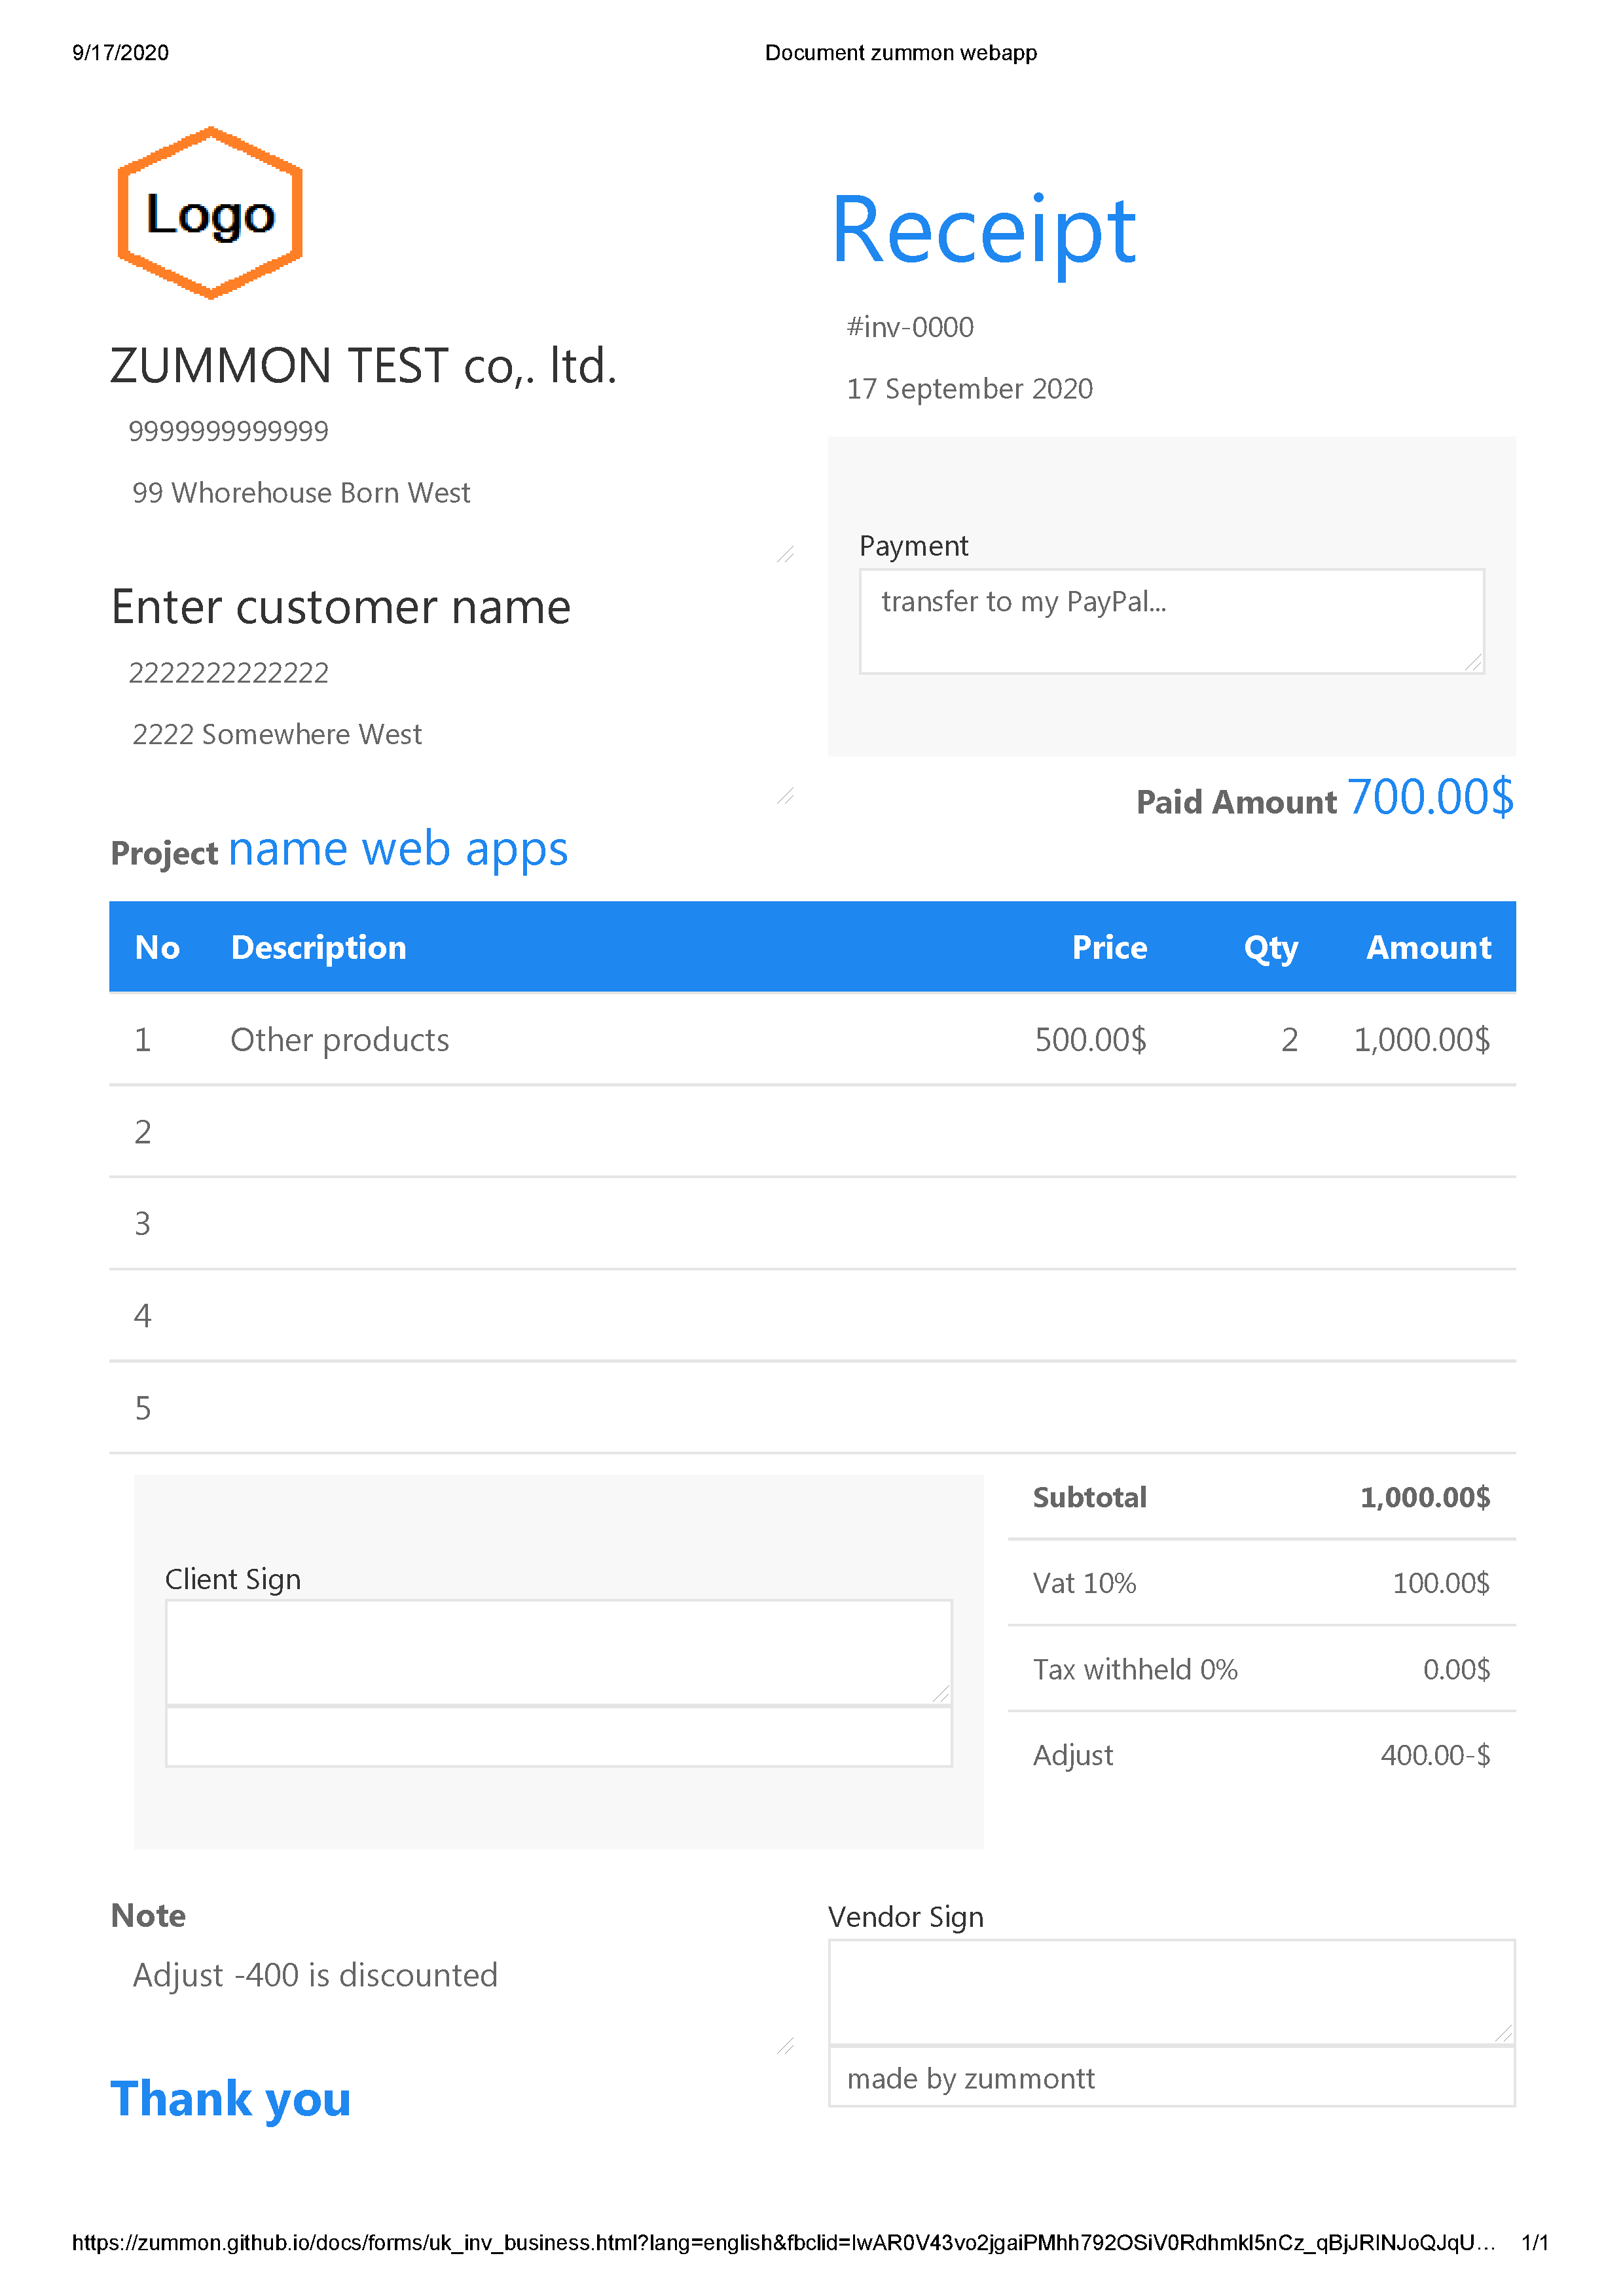 9/17/2020 Document zummon webapp
Logo
Receipt
#inv-0000
17 September 2020
ZUMMON TEST co,. ltd.
9999999999999
99 Whorehouse Born West
Payment
transfer to my PayPal...
Enter customer name
2222222222222
2222 Somewhere West
Paid Amount 700.00$
Project name web apps
No Description Price Qty Amount
1 Other products 500.00$ 2 1,000.00$
2
3
4
5
Subtotal 1,000.00$
Vat 10% 100.00$
Tax withheld 0% 0.00$
Adjust 400.00-$
Client Sign
Note
Adjust -400 is discounted
Thank you
Vendor Sign
made by zummontt
https://zummon.github.io/docs/forms/uk_inv_business.html?lang=english&fbclid=IwAR0V43vo2jgaiPMhh792OSiV0RdhmkI5nCz_qBjJRINJoQJqU... 1/1